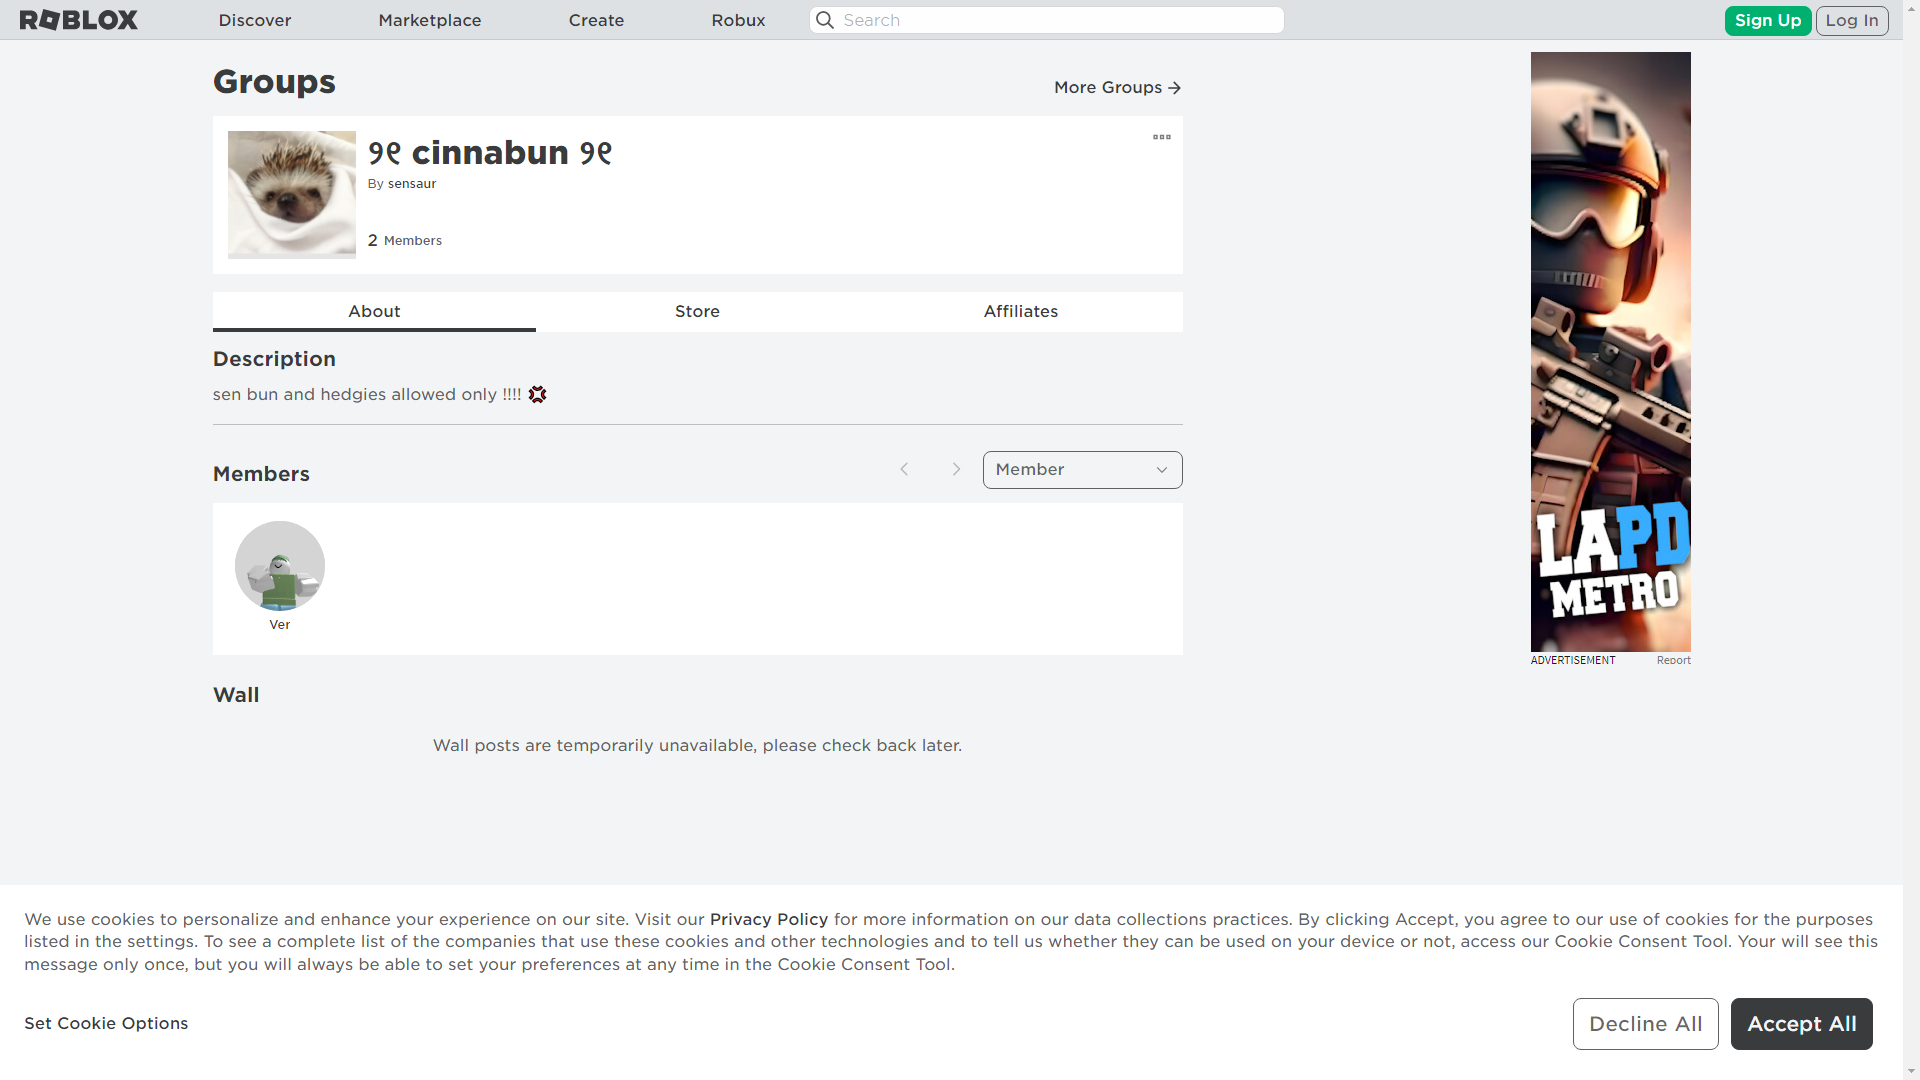 ROBLOX
Discover
Marketplace
Create
Robux
Search
Sign Up
Log In
Groups
More Groups
୨୧ cinnabun ୨୧
By sensaur
2 Members
About
Store
Affiliates
Description
sen bun and hedgies allowed only !!!! 💢
Members
Member
Ver
Wall
Wall posts are temporarily unavailable, please check back later.
LAPD
METRO
ADVERTISEMENT
Report
We use cookies to personalize and enhance your experience on our site. Visit our Privacy Policy for more information on our data collections practices. By clicking Accept, you agree to our use of cookies for the purposes
listed in the settings. To see a complete list of the companies that use these cookies and other technologies and to tell us whether they can be used on your device or not, access our Cookie Consent Tool. Your will see this
message only once, but you will always be able to set your preferences at any time in the Cookie Consent Tool.
Set Cookie Options
Decline All
Accept All